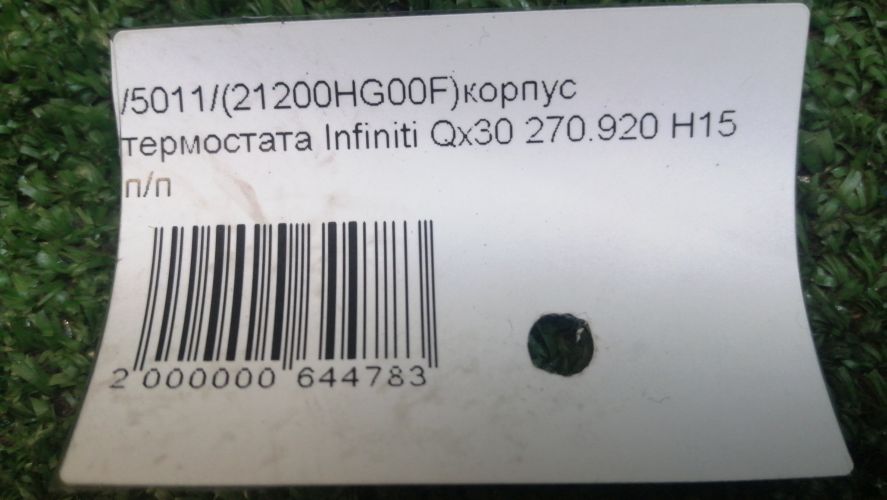 /5011/(21200HG00F)корпус
термостата Infiniti Qx30 270.920 H15
п/п
2 000000 644783